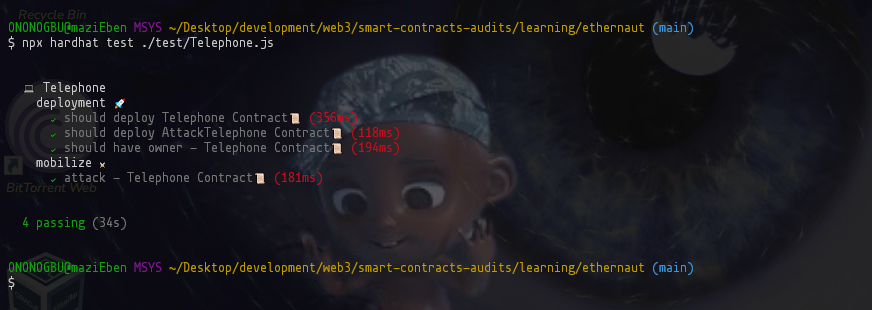 Recycle Bin
ONONOGBU@maziEben MSYS ~/Desktop/development/web3/smart-contracts-audits/learning/ethernaut (main)
$ npx hardhat test ./test/Telephone.js
💻 Telephone
deployment 🚀
✓ should deploy Telephone Contract📜 (356ms)
✓ should deploy AttackTelephone Contract📜 (118ms)
✓ should have owner – Telephone Contract📜 (194ms)
mobilize ⚔
✓ attack – Telephone Contract📜 (181ms)
BitTorrent Web
4 passing (34s)
ONONOGBU@maziEben MSYS ~/Desktop/development/web3/smart-contracts-audits/learning/ethernaut (main)
$